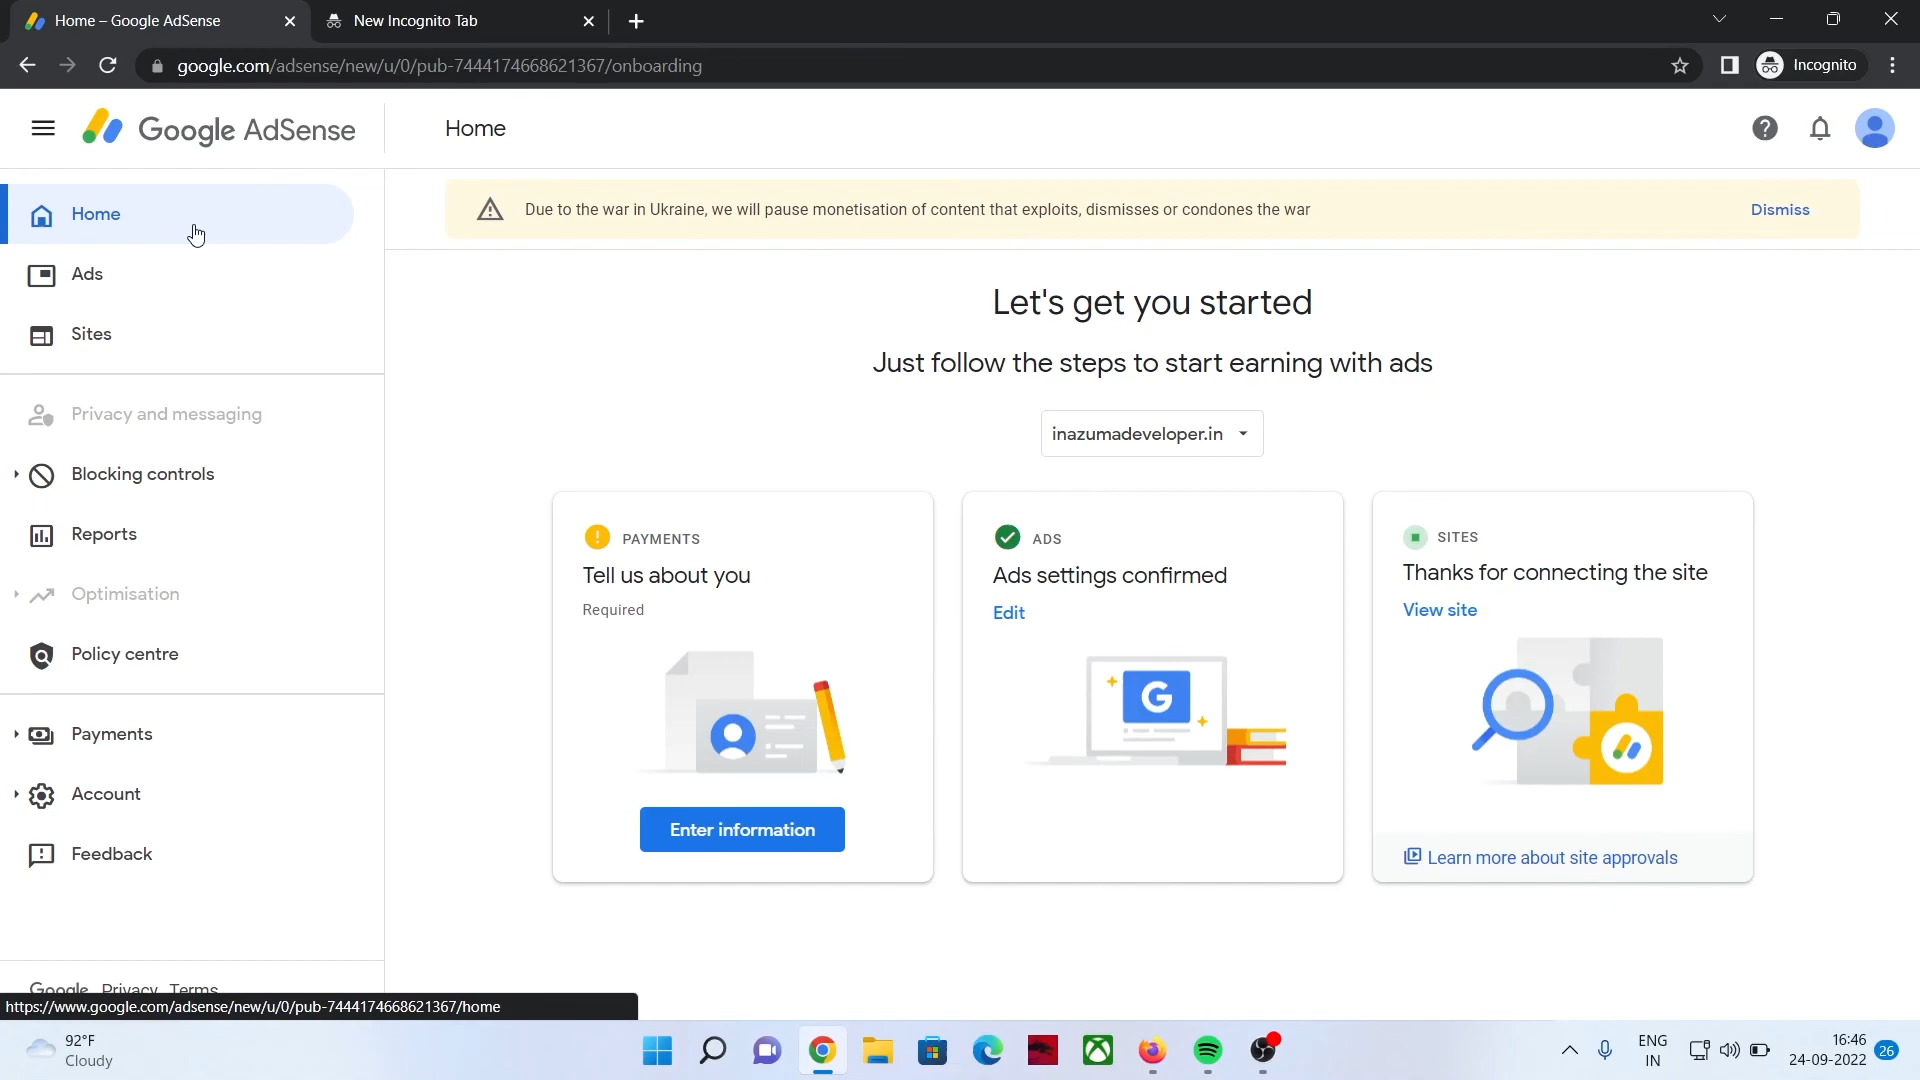 Home – Google AdSense
New Incognito Tab
google.com/adsense/new/u/0/pub-7444174668621367/onboarding
Incognito
Google AdSense
Home
Home
Ads
Sites
Privacy and messaging
Blocking controls
Reports
Optimisation
Policy centre
Payments
Account
Feedback
Google Privacy Terms
https://www.google.com/adsense/new/u/0/pub-7444174668621367/home
Due to the war in Ukraine, we will pause monetisation of content that exploits, dismisses or condones the war
Dismiss
Let's get you started
Just follow the steps to start earning with ads
inazumadeveloper.in
PAYMENTS
Tell us about you
Required
Enter information
ADS
Ads settings confirmed
Edit
G
SITES
Thanks for connecting the site
View site
Learn more about site approvals
92°F
Cloudy
ENG
IN
16:46
24-09-2022
26